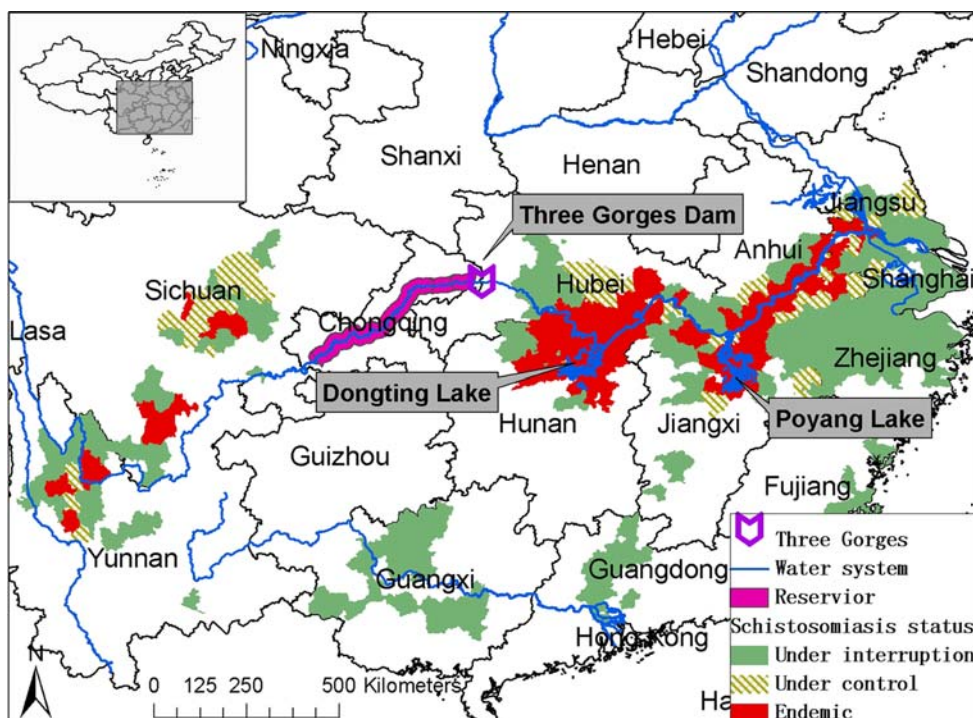 Ningxia
Hebei
Shandong
Shanxi
Henan
Three Gorges Dam
Jiangsu
Anhui
Hubei
Shanghai
Sichuan
Chongqing
Lasa
Zhejiang
Dongting Lake
Poyang Lake
Hunan
Jiangxi
Guizhou
Fujiang
Yunnan
Guangxi
Guangdong
Hong Kong
Ha
N
0 125 250 500 Kilometers
Three Gorges
Water system
Reservior
Schistosomiasis status
Under interruption
Under control
Endemic